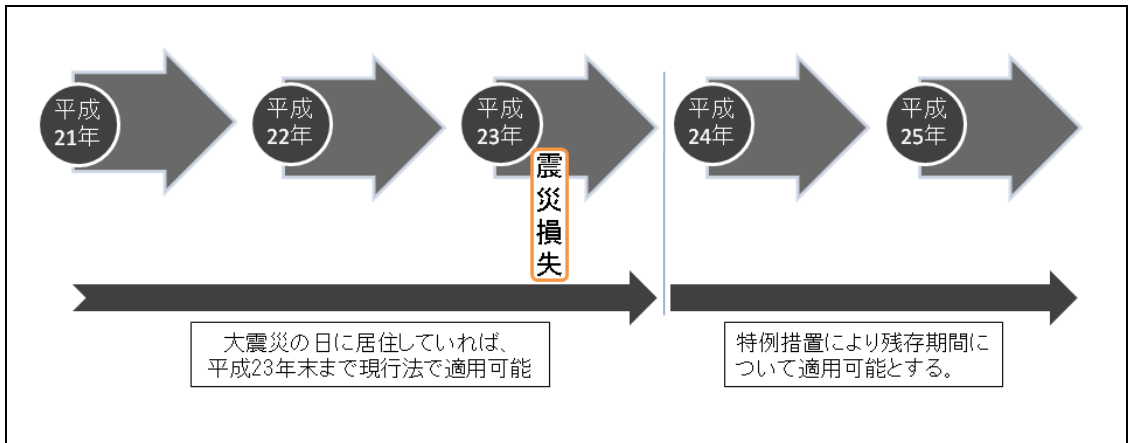 平成
21年
平成
22年
平成
23年
平成
24年
平成
25年
震災損失
大震災の日に居住していれば、
平成23年末まで現行法で適用可能
特例措置により残存期間に
ついて適用可能とする。